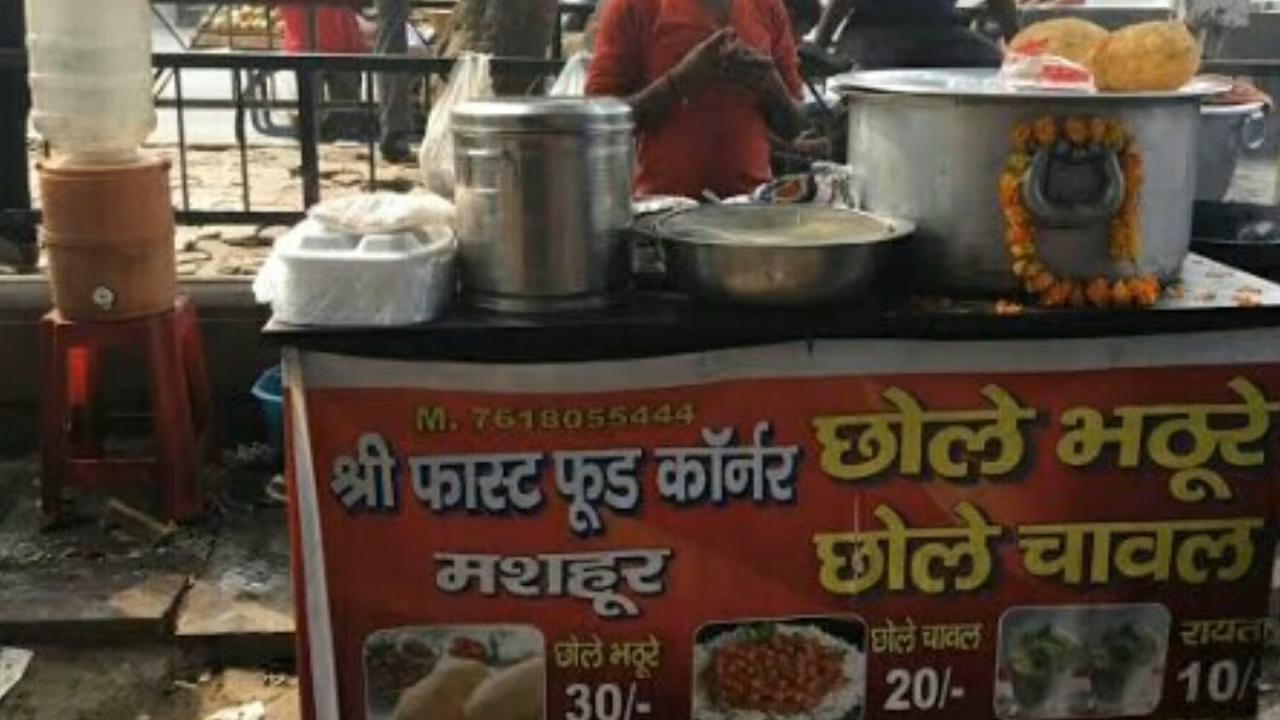 M. 7618055444
श्री फास्ट फूड कॉर्नर
मशहूर
छोले भठूरे
छोले चावल
छोले भठूरे
30/-
छोले चावल
20/-
रायता
10/-